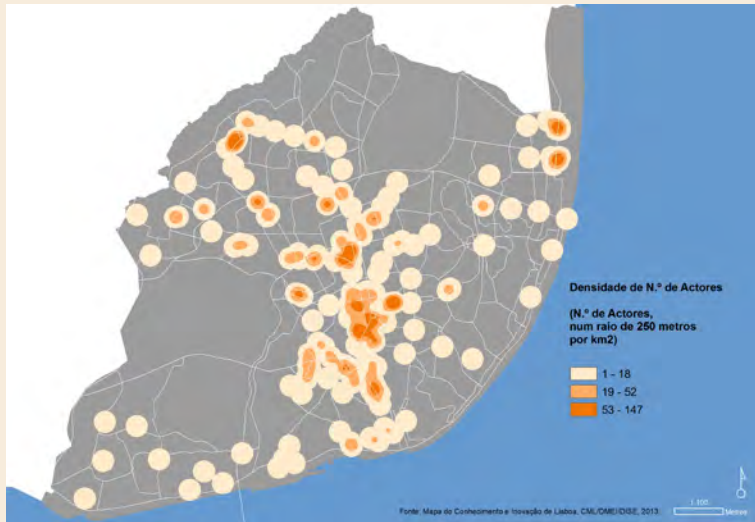 Densidade de N.º de Actores
(N.º de Actores,
num raio de 250 metros
por km2)
1 - 18
19 - 52
53 - 147
Fonte: Mapa do Conhecimento e Inovação de Lisboa, CML/DMEI/DISE, 2013.
Metros